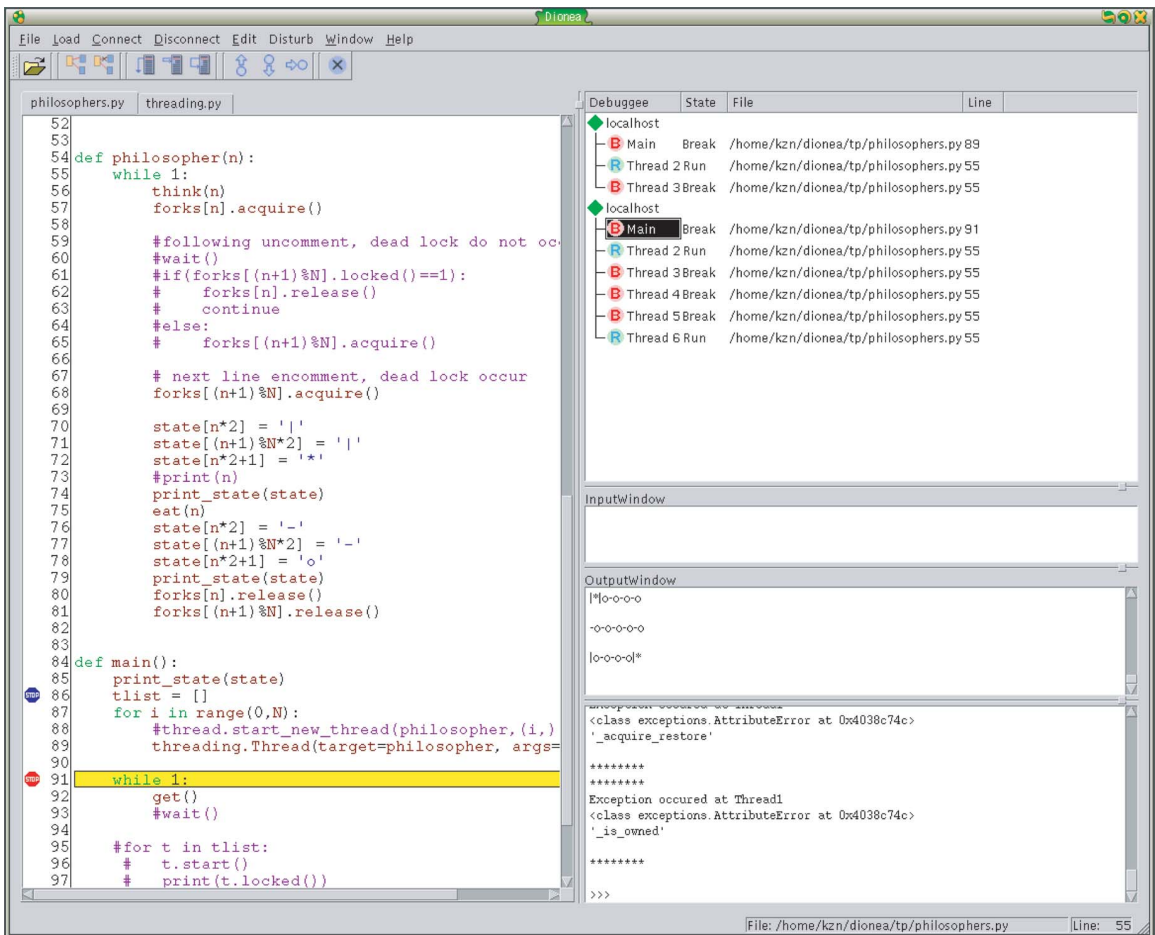 Dionea
File Load Connect Disconnect Edit Disturb Window Help
philosophers.py threading.py
52
53
54 def philosopher(n):
55 while 1:
56 think(n)
57 forks[n].acquire()
58
59 #following uncomment, dead lock do not oc
60 #wait()
61 #if(forks[(n+1)%N].locked()==1):
62 # forks[n].release()
63 # continue
64 #else:
65 # forks[(n+1)%N].acquire()
66
67 # next line encomment, dead lock occur
68 forks[(n+1)%N].acquire()
69
70 state[n*2] = '|'
71 state[(n+1)%N*2] = '|'
72 state[n*2+1] = '*'
73 #print(n)
74 print_state(state)
75 eat(n)
76 state[n*2] = '-'
77 state[(n+1)%N*2] = '-'
78 state[n*2+1] = 'o'
79 print_state(state)
80 forks[n].release()
81 forks[(n+1)%N].release()
82
83
84 def main():
85 print_state(state)
STOP 86 tlist = []
87 for i in range(0,N):
88 #thread.start_new_thread(philosopher,(i,)
89 threading.Thread(target=philosopher, args=
90
STOP 91 while 1:
92 get()
93 #wait()
94
95 #for t in tlist:
96 # t.start()
97 # print(t.locked())
Debuggee State File Line
localhost
B Main Break /home/kzn/dionea/tp/philosophers.py 89
R Thread 2 Run /home/kzn/dionea/tp/philosophers.py 55
B Thread 3 Break /home/kzn/dionea/tp/philosophers.py 55
localhost
B Main Break /home/kzn/dionea/tp/philosophers.py 91
R Thread 2 Run /home/kzn/dionea/tp/philosophers.py 55
B Thread 3 Break /home/kzn/dionea/tp/philosophers.py 55
B Thread 4 Break /home/kzn/dionea/tp/philosophers.py 55
B Thread 5 Break /home/kzn/dionea/tp/philosophers.py 55
R Thread 6 Run /home/kzn/dionea/tp/philosophers.py 55
InputWindow
OutputWindow
|*|o-o-o-o
-o-o-o-o-o
|o-o-o-o|*
Exception occured at Thread1
<class exceptions.AttributeError at 0x4038c74c>
'_acquire_restore'
********
********
Exception occured at Thread1
<class exceptions.AttributeError at 0x4038c74c>
'_is_owned'
********
>>>
File: /home/kzn/dionea/tp/philosophers.py Line: 55